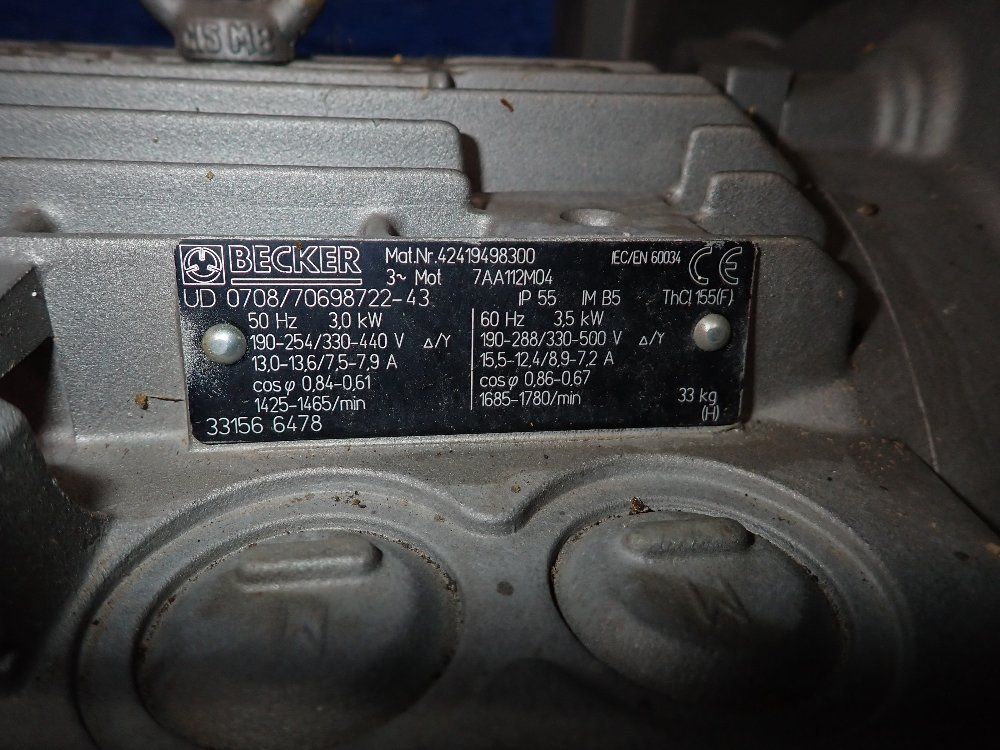 BECKER Mat.Nr.42419498300 IEC/EN 60034 CE
3~ Mot 7AA112M04
UD 0708/70698722-43 IP 55 IM B5 ThCl 155(F)
50 Hz 3,0 kW
190-254/330-440 V △/Y
13,0-13,6/7,5-7,9 A
cos φ 0,84-0,61
1425-1465/min
60 Hz 3,5 kW
190-288/330-500 V △/Y
15,5-12,4/8,9-7,2 A
cos φ 0,86-0,67
1685-1780/min
33 kg
(H)
33156 6478
M8